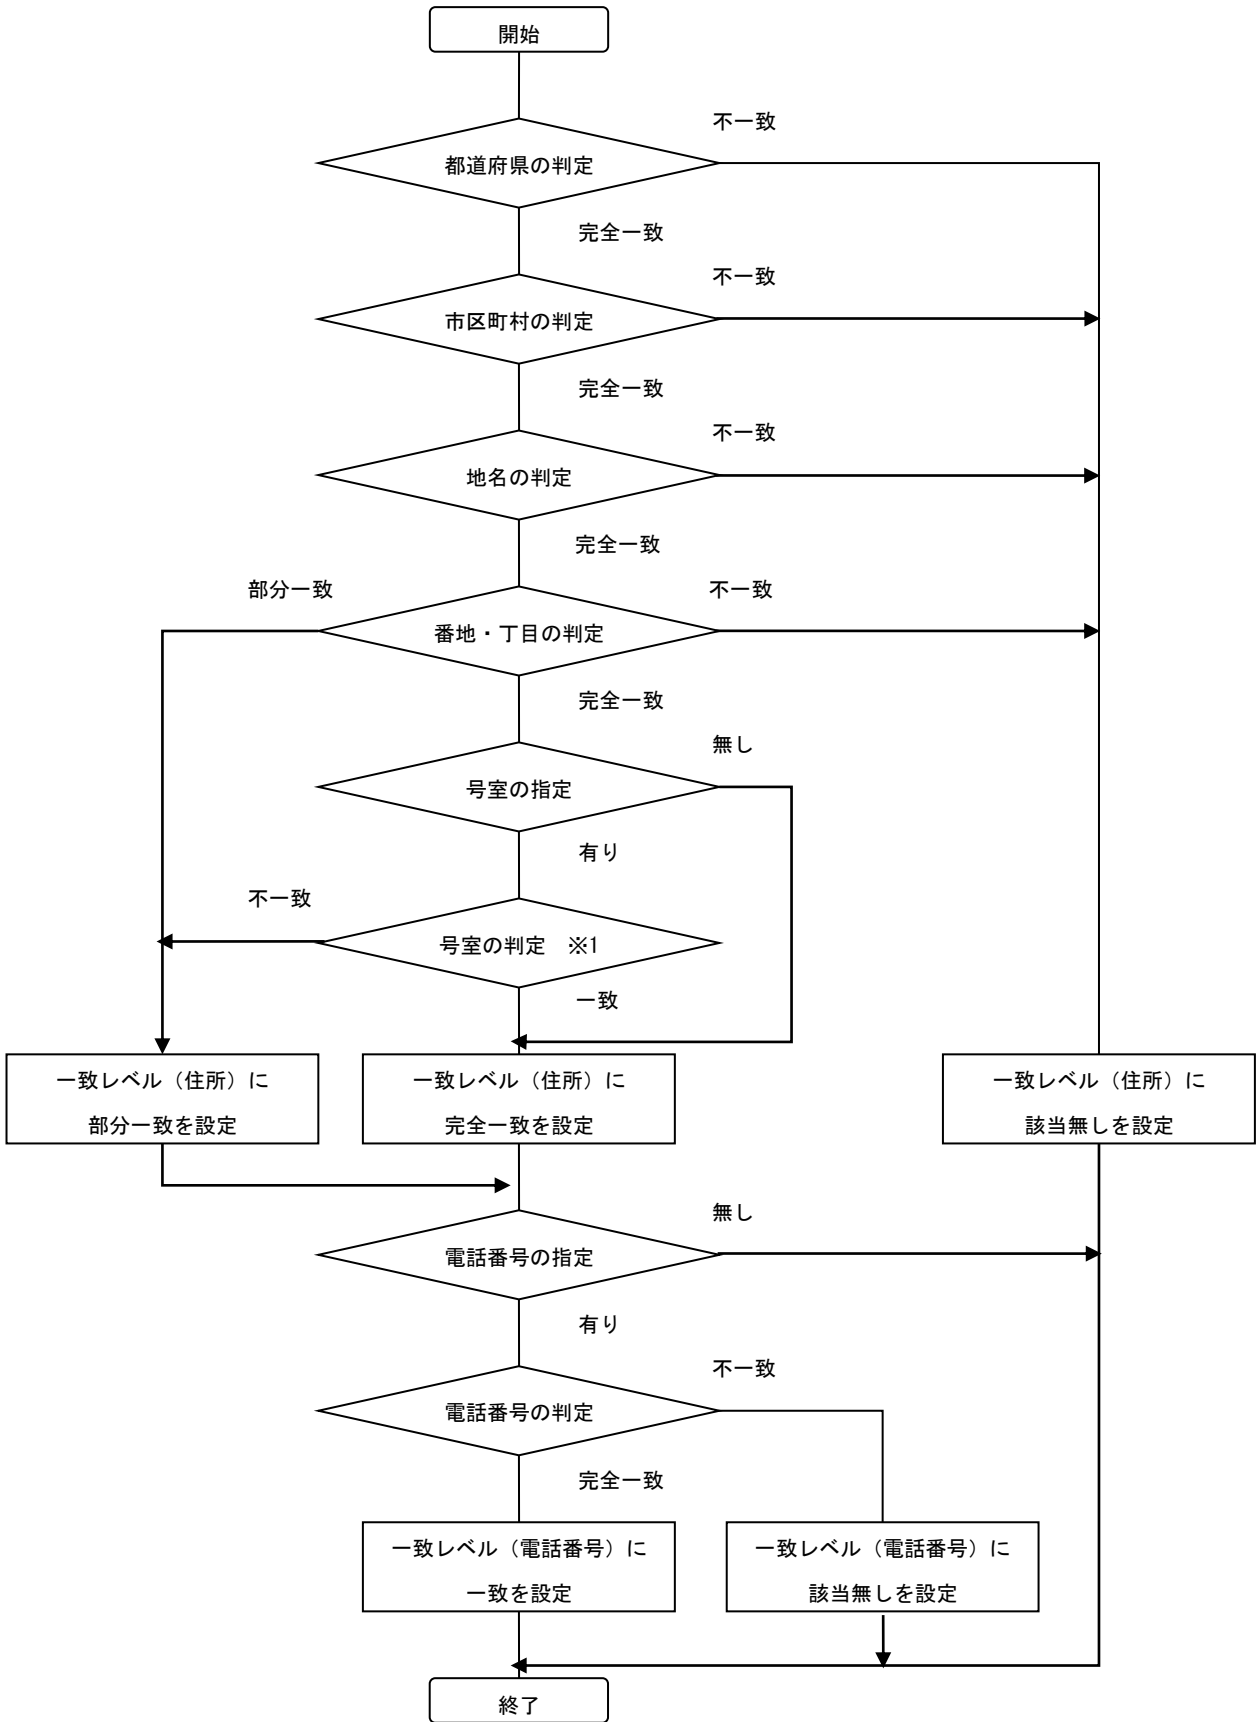 開始
不一致
都道府県の判定
完全一致
不一致
市区町村の判定
完全一致
不一致
地名の判定
完全一致
部分一致
不一致
番地・丁目の判定
完全一致
無し
号室の指定
有り
不一致
号室の判定　※1
一致
一致レベル（住所）に
部分一致を設定
一致レベル（住所）に
完全一致を設定
一致レベル（住所）に
該当無しを設定
無し
電話番号の指定
有り
不一致
電話番号の判定
完全一致
一致レベル（電話番号）に
一致を設定
一致レベル（電話番号）に
該当無しを設定
終了